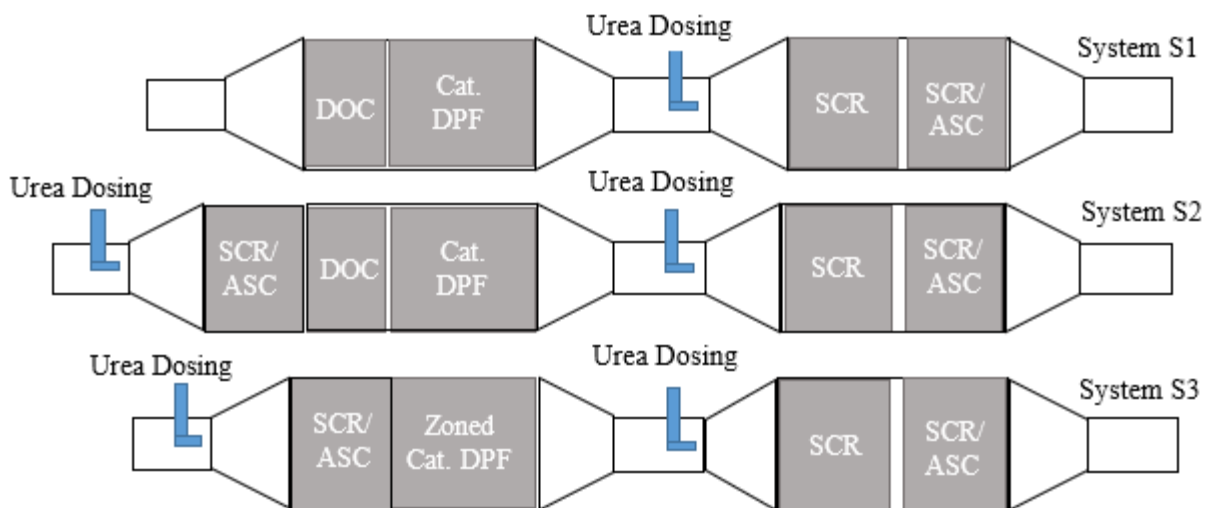 Urea Dosing
System S1
DOC
Cat.
DPF
SCR
SCR/
ASC
Urea Dosing
Urea Dosing
System S2
SCR/
ASC
DOC
Cat.
DPF
SCR
SCR/
ASC
Urea Dosing
Urea Dosing
System S3
SCR/
ASC
Zoned
Cat. DPF
SCR
SCR/
ASC